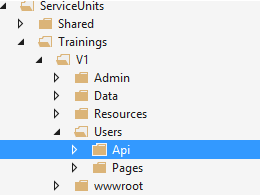 ServiceUnits
Shared
Trainings
V1
Admin
Data
Resources
Users
Api
Pages
wwwroot